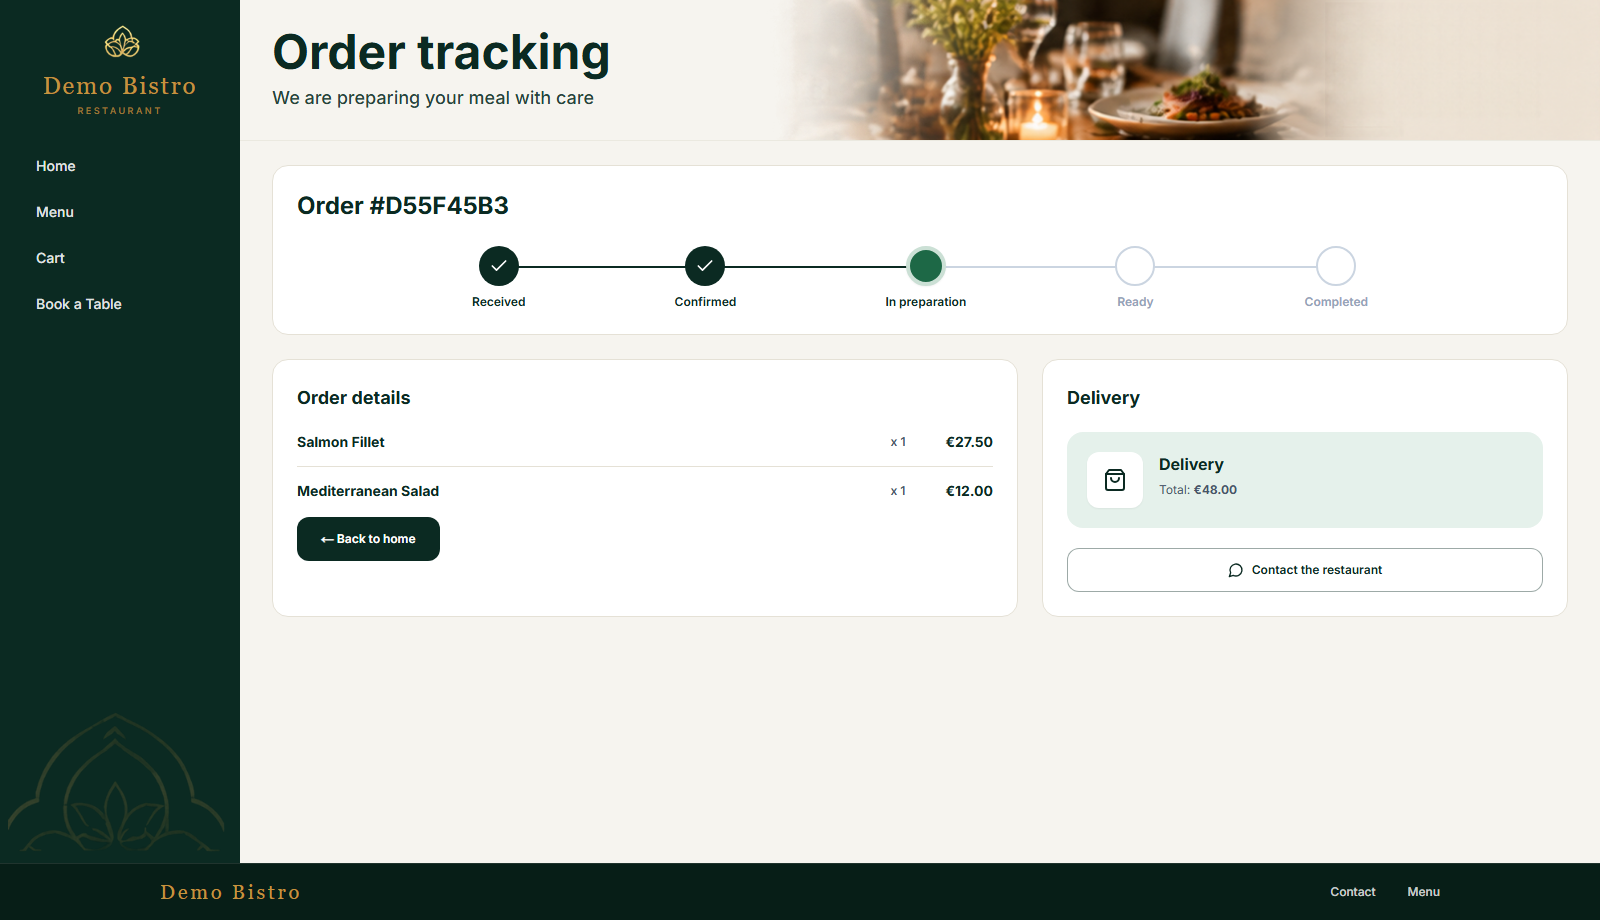 Demo Bistro
RESTAURANT
Home
Menu
Cart
Book a Table
Order tracking
We are preparing your meal with care
Order #D55F45B3
Received
Confirmed
In preparation
Ready
Completed
Order details
Salmon Fillet x 1 €27.50
Mediterranean Salad x 1 €12.00
← Back to home
Delivery
Delivery
Total: €48.00
Contact the restaurant
Demo Bistro
Contact
Menu